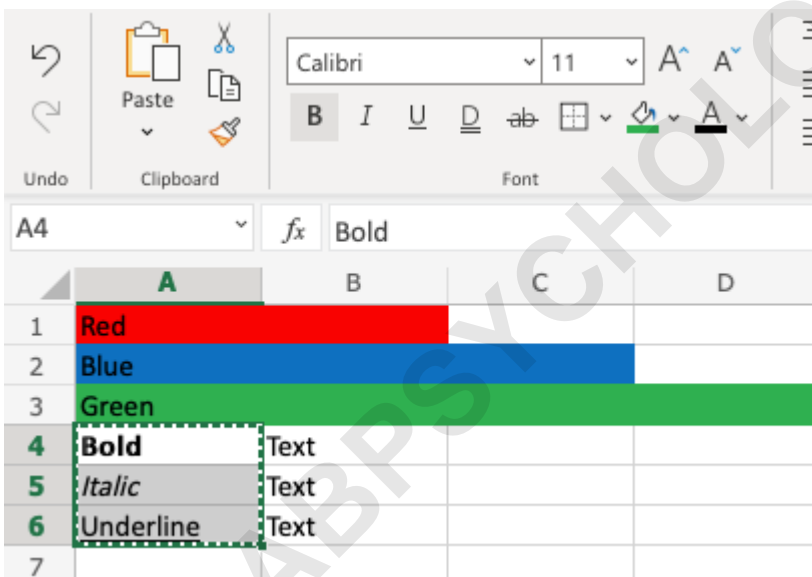 Calibri
11
A A
Paste
B I U D ab A
Undo
Clipboard
Font
A4
fx
Bold
A B C D
1 Red
2 Blue
3 Green
4 Bold Text
5 Italic Text
6 Underline Text
7
ABPSYCHOLO